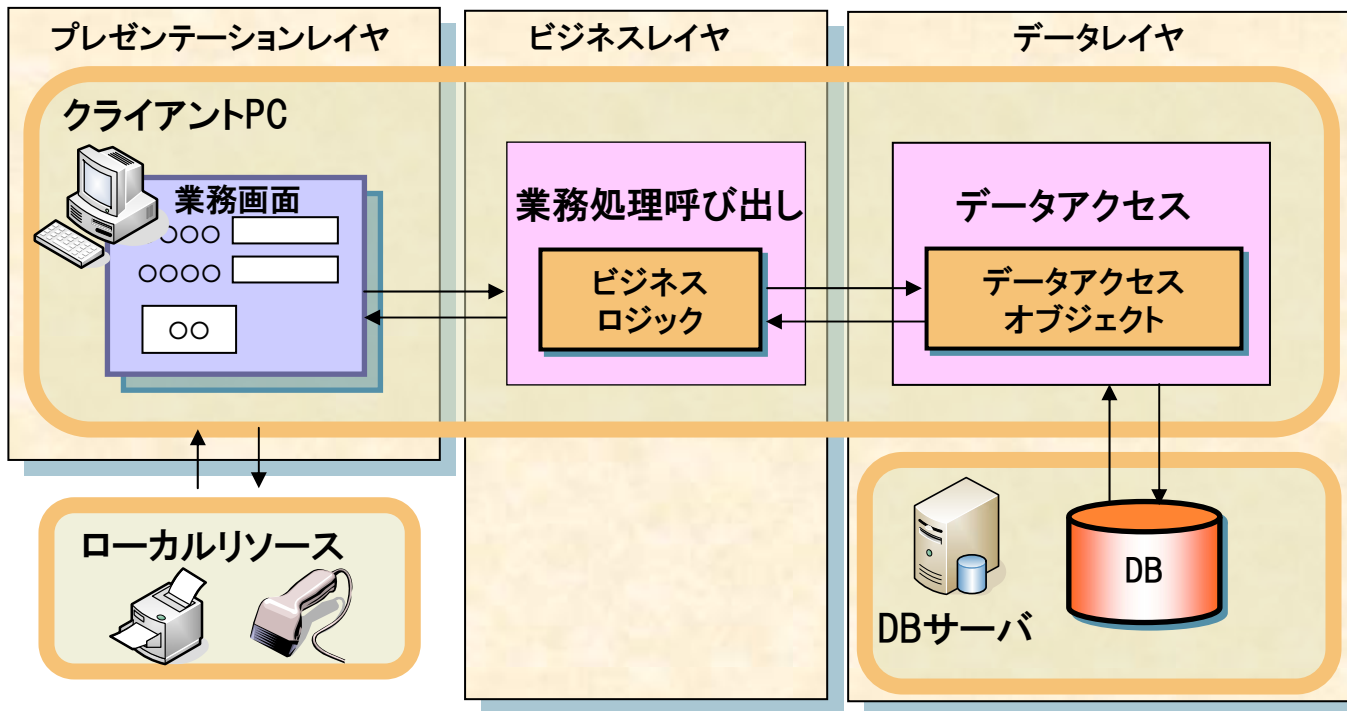 プレゼンテーションレイヤ
ビジネスレイヤ
データレイヤ
クライアントPC
業務画面
○○○
○○○○
○○
業務処理呼び出し
ビジネス
ロジック
データアクセス
データアクセス
オブジェクト
ローカルリソース
DBサーバ
DB